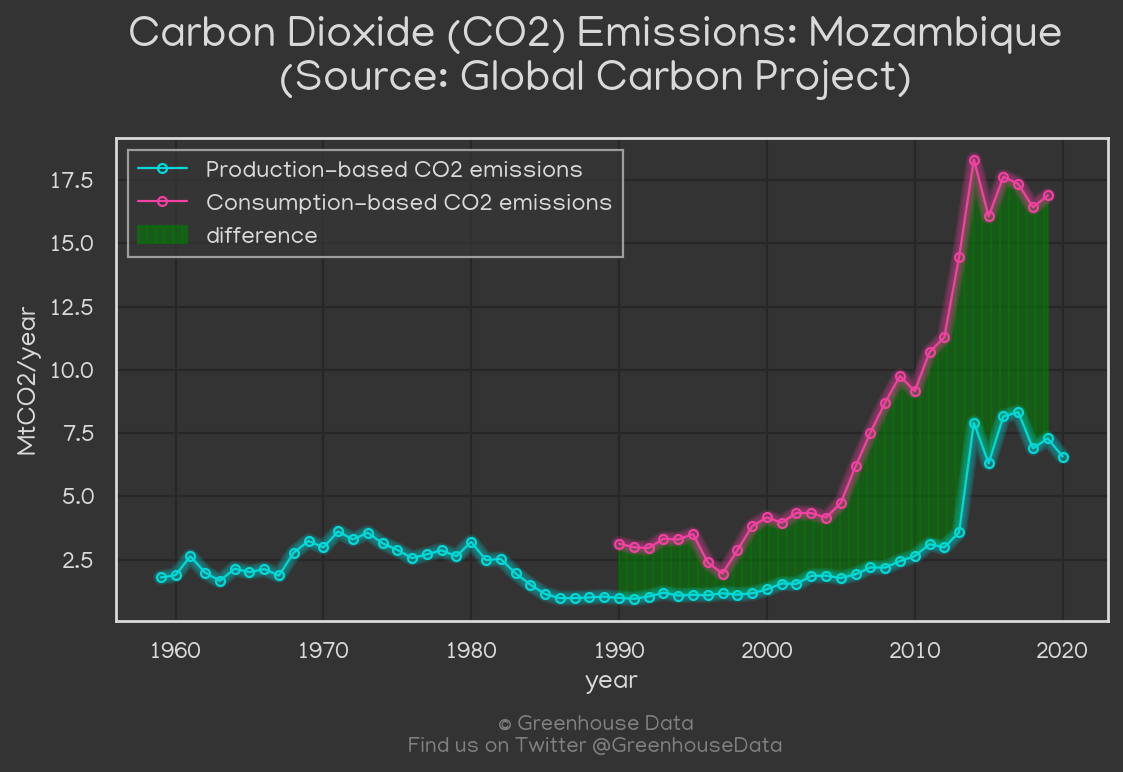 Carbon Dioxide (CO2) Emissions: Mozambique
(Source: Global Carbon Project)
Production-based CO2 emissions
Consumption-based CO2 emissions
difference
MtCO2/year
17.5
15.0
12.5
10.0
7.5
5.0
2.5
1960 1970 1980 1990 2000 2010 2020
year
© Greenhouse Data
Find us on Twitter @GreenhouseData